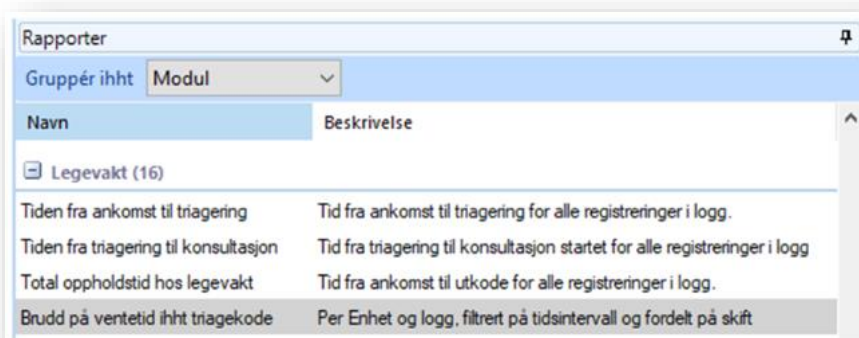 Rapporter
Gruppér ihht Modul
Navn Beskrivelse
Legevakt (16)
Tiden fra ankomst til triagering Tid fra ankomst til triagering for alle registreringer i logg.
Tiden fra triagering til konsultasjon Tid fra triagering til konsultasjon startet for alle registreringer i logg
Total oppholdstid hos legevakt Tid fra ankomst til utkode for alle registreringer i logg.
Brudd på ventetid ihht triagekode Per Enhet og logg, filtrert på tidsintervall og fordelt på skift